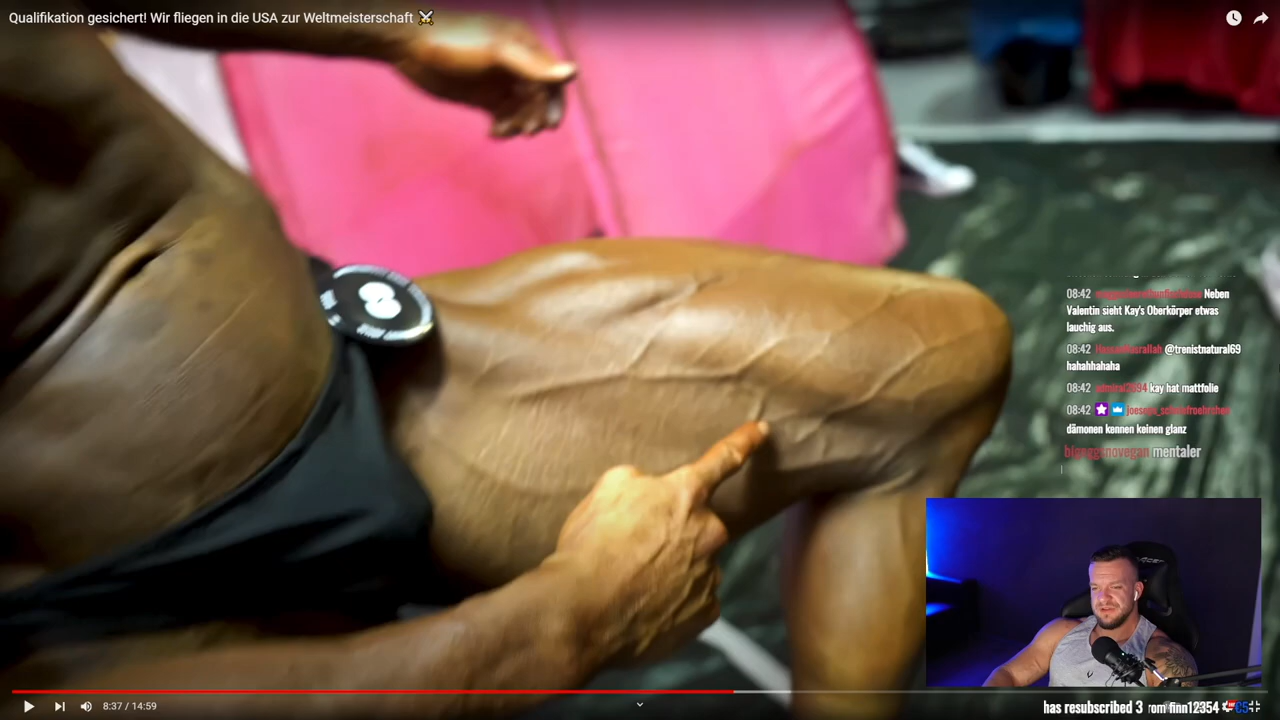 Qualifikation gesichert! Wir fliegen in die USA zur Weltmeisterschaft ⚔️
08:42 Neben
Valentin sieht Kay's Oberkörper etwas
lauchig aus.
08:42 @trenistnatural69
hahahhahaha
08:42 kay hat mattfolie
08:42
dämonen kennen keinen glanz
mentaler
8:37 / 14:59
has resubscribed 3 rom finn12354